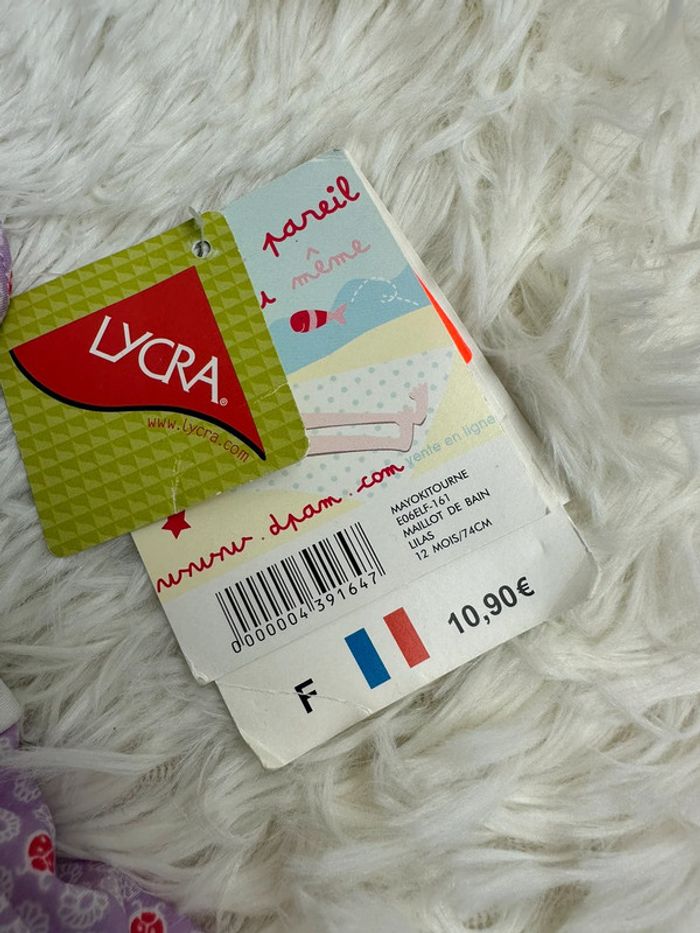 LYCRA®
www.lycra.com
pareil
même
vente en ligne
www.dpam.com
MAYOKITOURNE
E06ELF-161
MAILLOT DE BAIN
LILAS
12 MOIS/74CM
0000004391647
F
10,90€